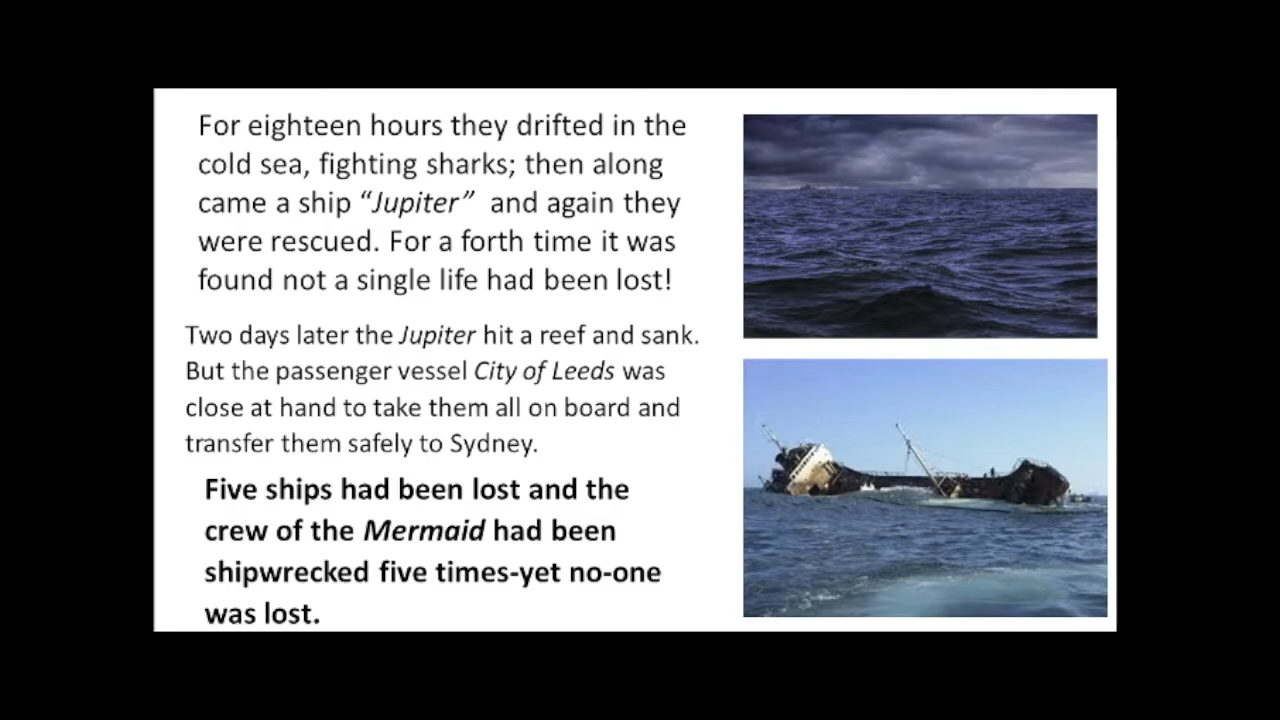 For eighteen hours they drifted in the
cold sea, fighting sharks; then along
came a ship “Jupiter”  and again they
were rescued. For a forth time it was
found not a single life had been lost!
Two days later the Jupiter hit a reef and sank.
But the passenger vessel City of Leeds was
close at hand to take them all on board and
transfer them safely to Sydney.
Five ships had been lost and the
crew of the Mermaid had been
shipwrecked five times-yet no-one
was lost.